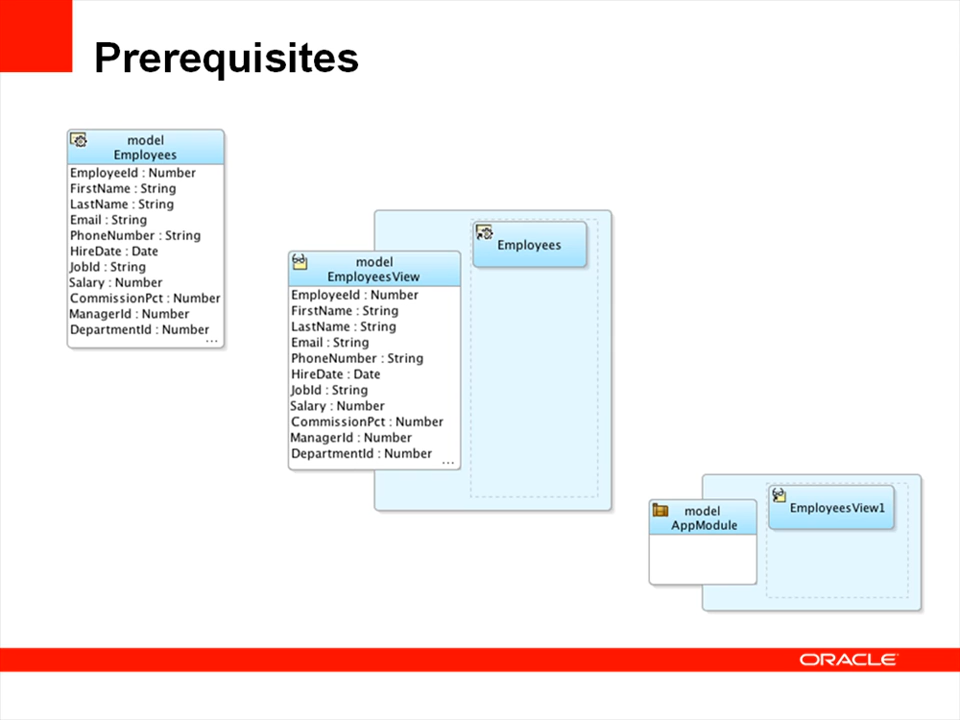 Prerequisites
model
Employees
EmployeeId : Number
FirstName : String
LastName : String
Email : String
PhoneNumber : String
HireDate : Date
JobId : String
Salary : Number
CommissionPct : Number
ManagerId : Number
DepartmentId : Number
...
model
EmployeesView
EmployeeId : Number
FirstName : String
LastName : String
Email : String
PhoneNumber : String
HireDate : Date
JobId : String
Salary : Number
CommissionPct : Number
ManagerId : Number
DepartmentId : Number
...
Employees
model
AppModule
EmployeesView1
ORACLE